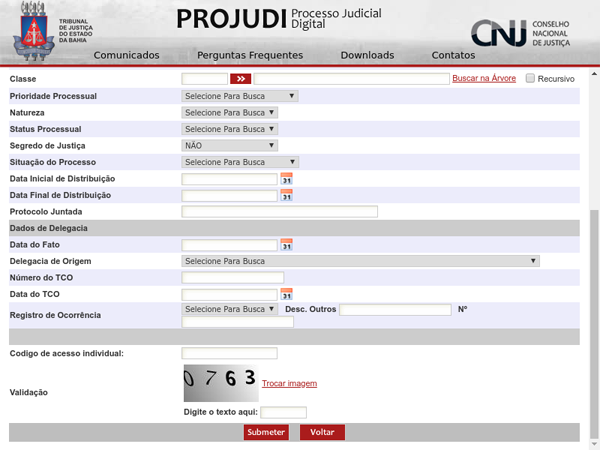 TRIBUNAL
DE JUSTIÇA
DO ESTADO
DA BAHIA
PROJUDI Processo Judicial
Digital
CNJ CONSELHO
NACIONAL
DE JUSTIÇA
Comunicados Perguntas Frequentes Downloads Contatos
Classe Buscar na Árvore Recursivo
Prioridade Processual Selecione Para Busca
Natureza Selecione Para Busca
Status Processual Selecione Para Busca
Segredo de Justiça NÃO
Situação do Processo Selecione Para Busca
Data Inicial de Distribuição 31
Data Final de Distribuição 31
Protocolo Juntada
Dados de Delegacia
Data do Fato 31
Delegacia de Origem Selecione Para Busca
Número do TCO
Data do TCO 31
Registro de Ocorrência Selecione Para Busca Desc. Outros Nº
Codigo de acesso individual:
Validação 0763 Trocar imagem
Digite o texto aqui:
Submeter Voltar